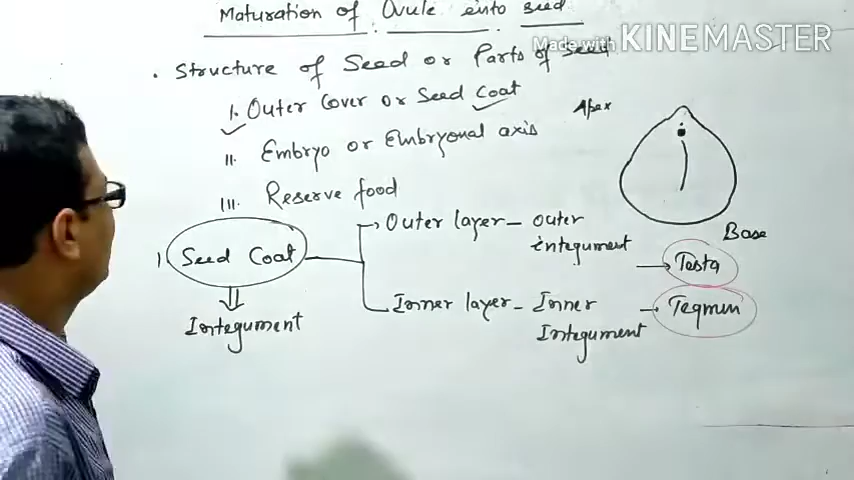 Maturation of Ovule into seed
Made with KINEMASTER
. Structure of Seed or Parts of seed
I. Outer Cover or Seed Coat
II. Embryo or Embryonal axis
III. Reserve food
Apex
Base
I Seed Coat
Integument
Outer layer - outer
integument → Testa
Inner layer - Inner
Integument → Tegmen